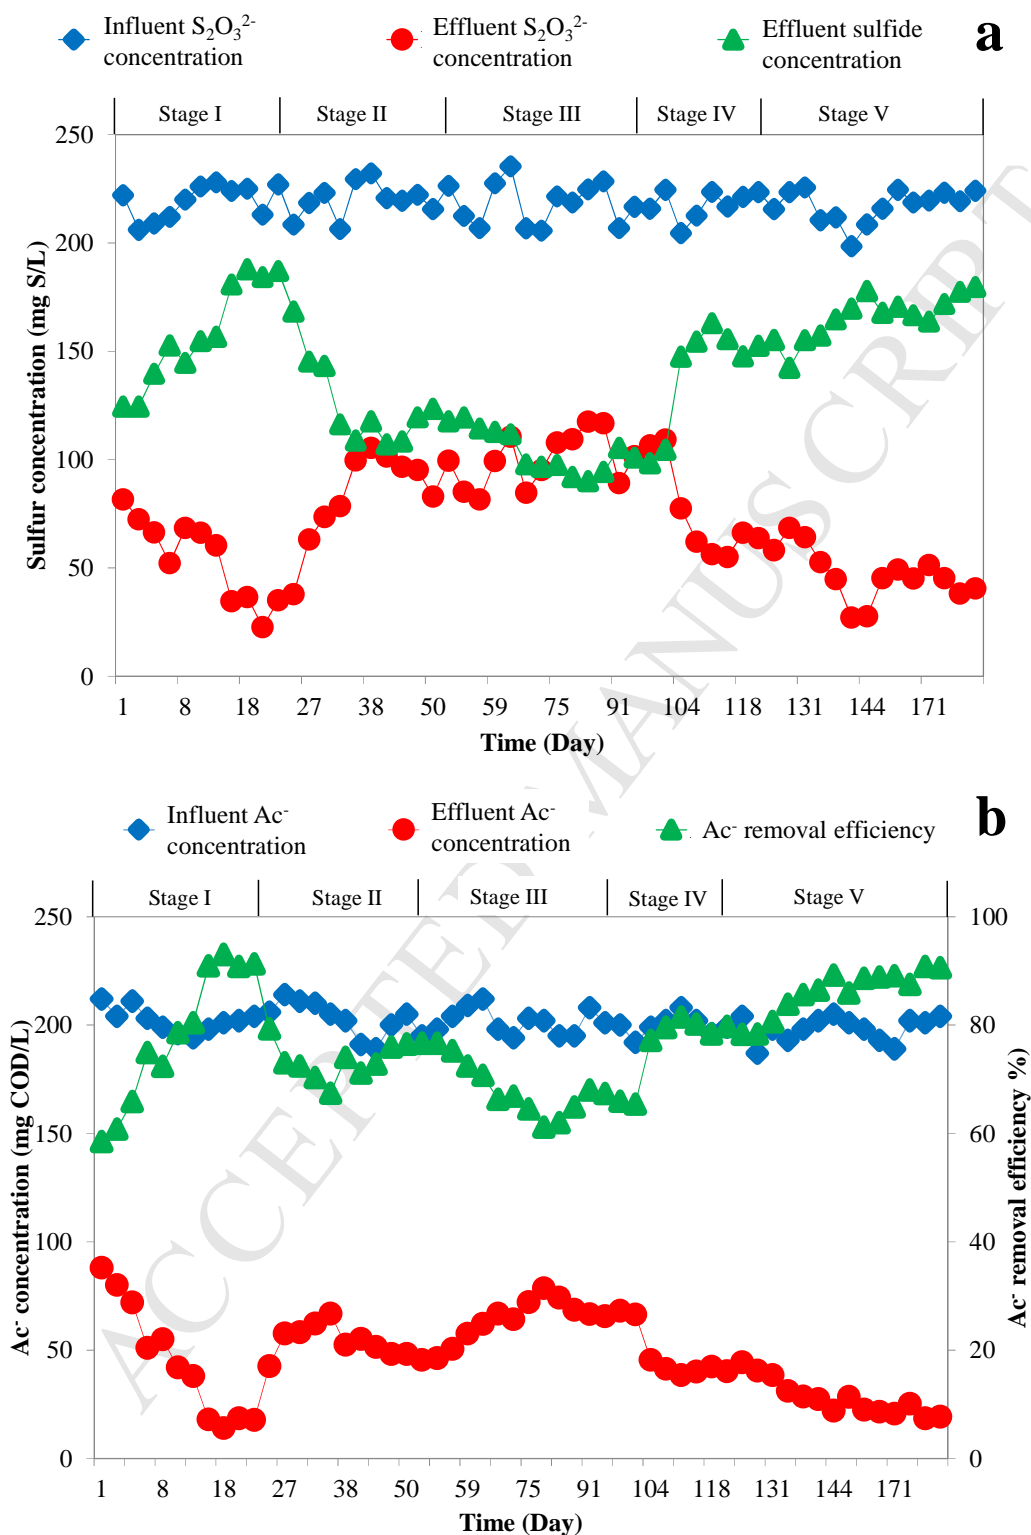 Influent S₂O₃²⁻ concentration
Effluent S₂O₃²⁻ concentration
Effluent sulfide concentration
a
Stage I Stage II Stage III Stage IV Stage V
250
200
150
100
50
0
Sulfur concentration (mg S/L)
1 8 18 27 38 50 59 75 91 104 118 131 144 171
Time (Day)
Influent Ac⁻ concentration
Effluent Ac⁻ concentration
Ac⁻ removal efficiency
b
Stage I Stage II Stage III Stage IV Stage V
250 100
200 80
150 60
100 40
50 20
0 0
Ac⁻ concentration (mg COD/L)
Ac⁻ removal efficiency %)
1 8 18 27 38 50 59 75 91 104 118 131 144 171
Time (Day)
ACCEPTED MANUSCRIPT